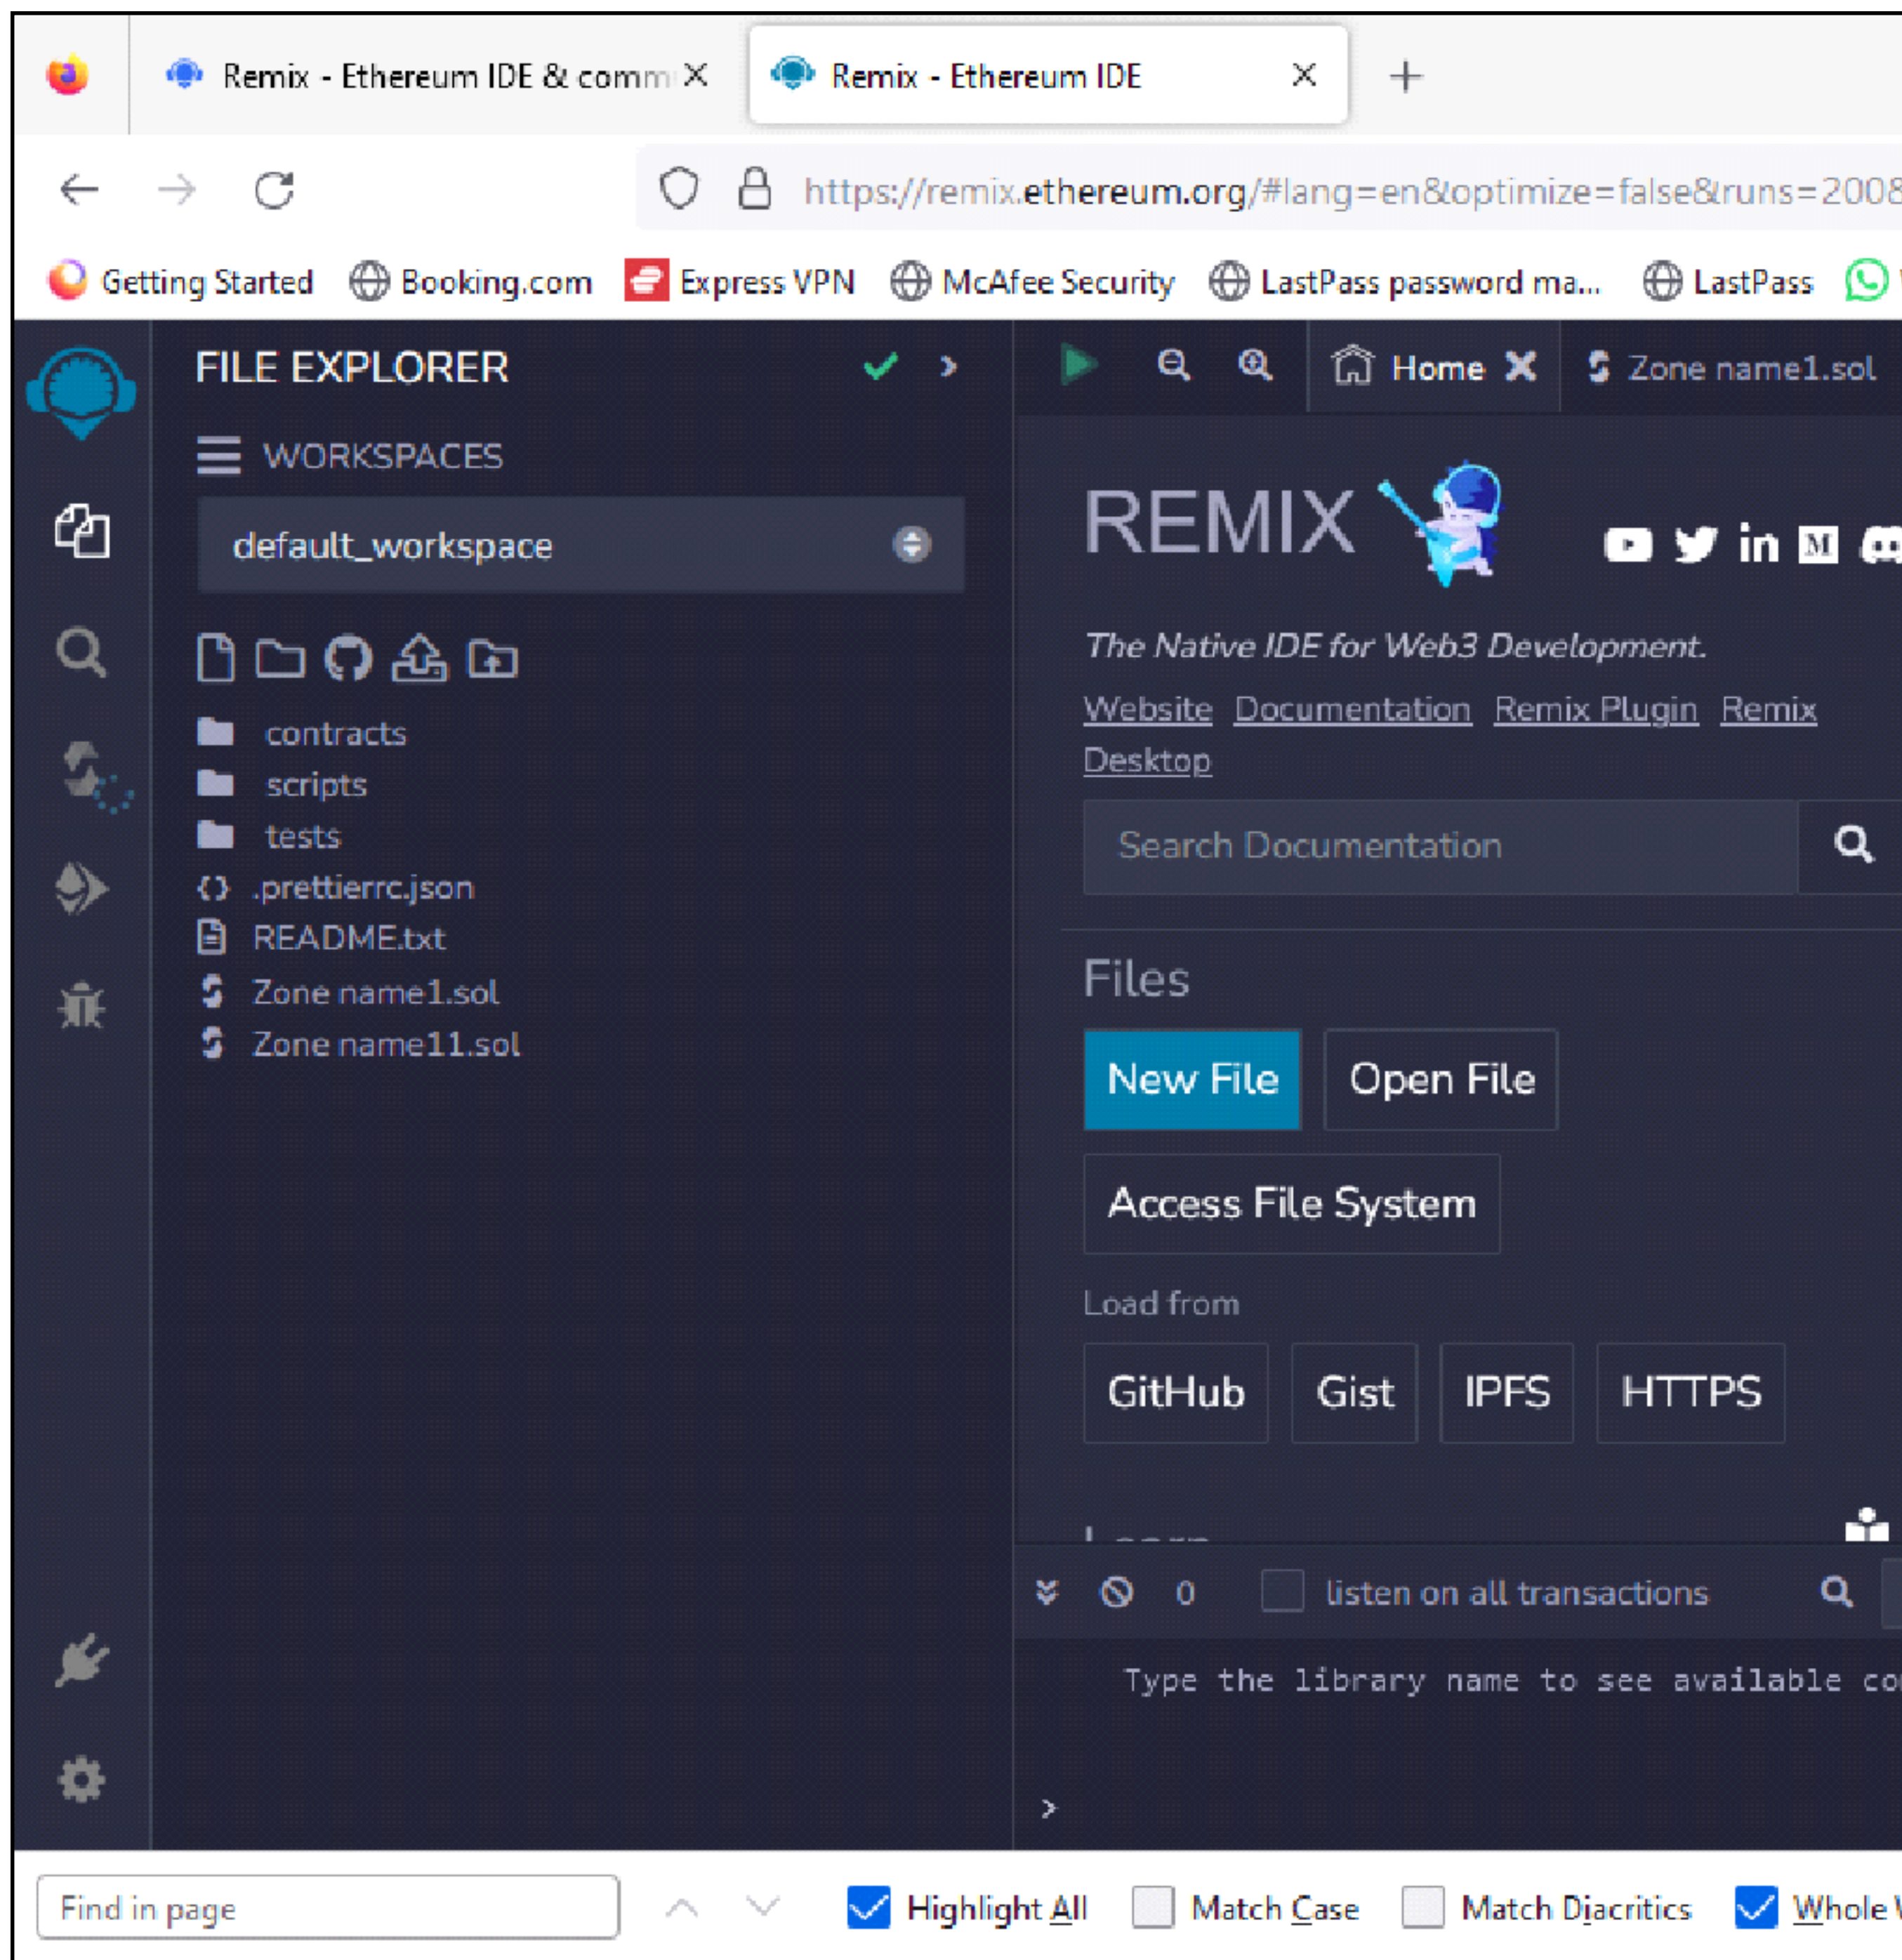 Remix - Ethereum IDE & comm
Remix - Ethereum IDE
https://remix.ethereum.org/#lang=en&optimize=false&runs=200&
Getting Started Booking.com Express VPN McAfee Security LastPass password ma... LastPass
FILE EXPLORER
Home Zone name1.sol
WORKSPACES
default_workspace
REMIX
in M
The Native IDE for Web3 Development.
Website Documentation Remix Plugin Remix
Desktop
Search Documentation
contracts
scripts
tests
.prettierrc.json
README.txt
Zone name1.sol
Zone name11.sol
Files
New File Open File
Access File System
Load from
GitHub Gist IPFS HTTPS
Learn
0 listen on all transactions
Type the library name to see available
>
Find in page Highlight All Match Case Match Diacritics Whole